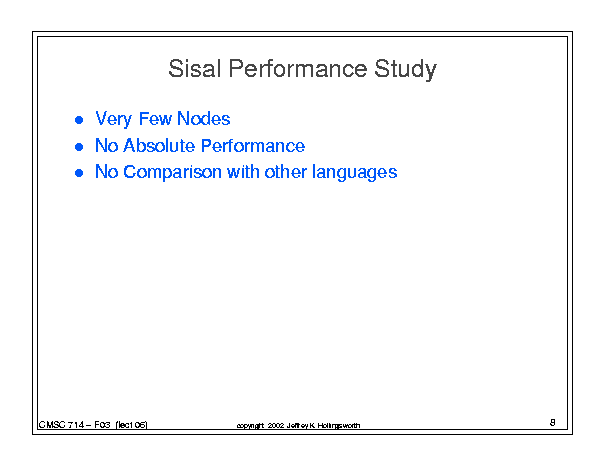 Sisal Performance Study
● Very Few Nodes
● No Absolute Performance
● No Comparison with other languages
CMSC 714 – F03 (lect 06)
copyright 2002 Jeffrey K. Hollingsworth
8